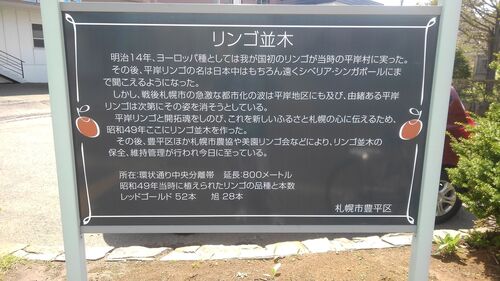 リンゴ並木
明治14年、ヨーロッパ種としては我が国初のリンゴが当時の平岸村に実った。
その後、平岸リンゴの名は日本中はもちろん遠くシベリア・シンガポールにま
で聞こえるようになった。
しかし、戦後札幌市の急激な都市化の波は平岸地区にも及び、由緒ある平岸
リンゴは次第にその姿を消そうとしている。
平岸リンゴと開拓魂をしのび、これを新しいふるさと札幌の心に伝えるため、
昭和49年ここにリンゴ並木を作った。
その後、豊平区ほか札幌市農協や美園リンゴ会などにより、リンゴ並木の
保全、維持管理が行われ今日に至っている。
所在：環状通り中央分離帯　延長：800メートル
昭和49年当時に植えられたリンゴの品種と本数
レッドゴールド 52本　旭 28本
札幌市豊平区